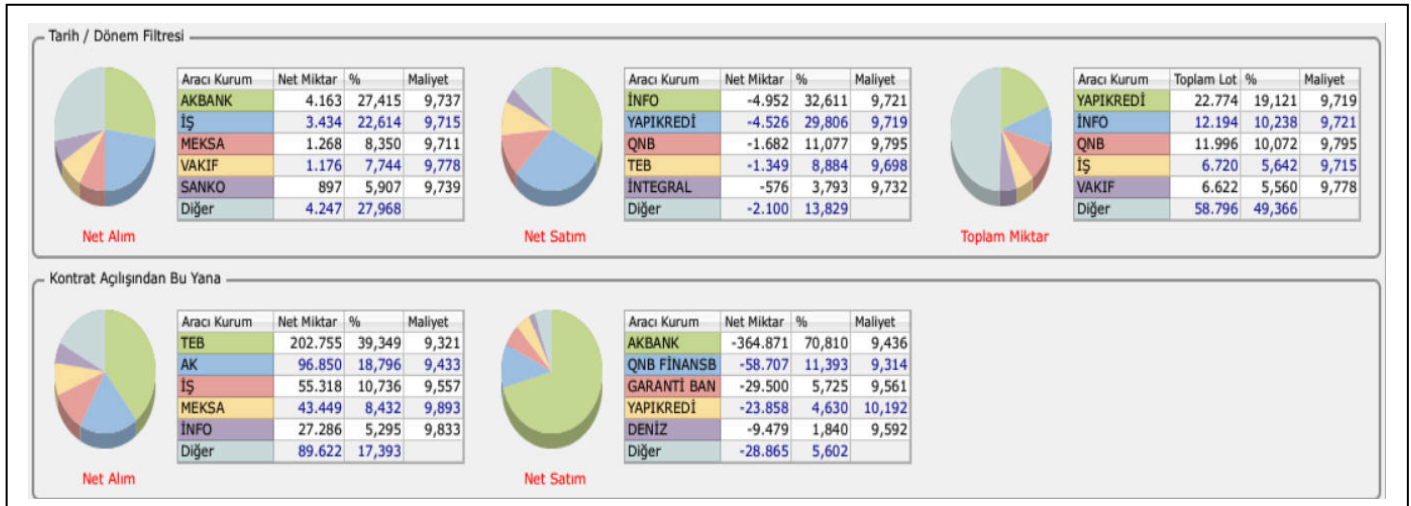 Tarih / Dönem Filtresi
Aracı Kurum Net Miktar % Maliyet
AKBANK 4.163 27,415 9,737
İŞ 3.434 22,614 9,715
MEKSA 1.268 8,350 9,711
VAKIF 1.176 7,744 9,778
SANKO 897 5,907 9,739
Diğer 4.247 27,968
Net Alım
Aracı Kurum Net Miktar % Maliyet
İNFO -4.952 32,611 9,721
YAPIKREDİ -4.526 29,806 9,719
QNB -1.682 11,077 9,795
TEB -1.349 8,884 9,698
İNTEGRAL -576 3,793 9,732
Diğer -2.100 13,829
Net Satım
Aracı Kurum Toplam Lot % Maliyet
YAPIKREDİ 22.774 19,121 9,719
İNFO 12.194 10,238 9,721
QNB 11.996 10,072 9,795
İŞ 6.720 5,642 9,715
VAKIF 6.622 5,560 9,778
Diğer 58.796 49,366
Toplam Miktar
Kontrat Açılışından Bu Yana
Aracı Kurum Net Miktar % Maliyet
TEB 202.755 39,349 9,321
AK 96.850 18,796 9,433
İŞ 55.318 10,736 9,557
MEKSA 43.449 8,432 9,893
İNFO 27.286 5,295 9,833
Diğer 89.622 17,393
Net Alım
Aracı Kurum Net Miktar % Maliyet
AKBANK -364.871 70,810 9,436
QNB FİNANSB -58.707 11,393 9,314
GARANTİ BAN -29.500 5,725 9,561
YAPIKREDİ -23.858 4,630 10,192
DENİZ -9.479 1,840 9,592
Diğer -28.865 5,602
Net Satım